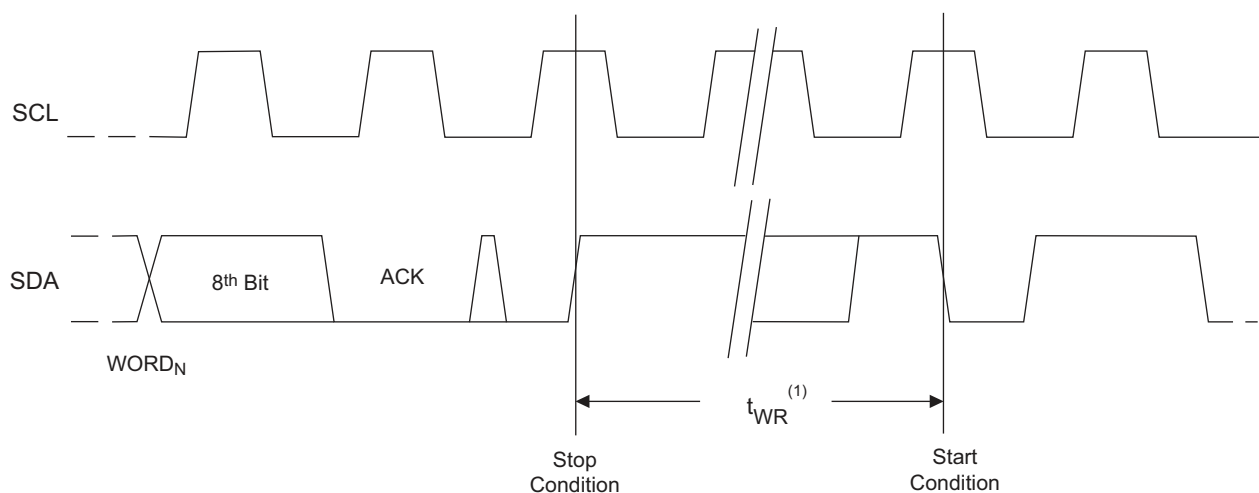 SCL
SDA
8th Bit
ACK
WORDN
tWR(1)
Stop
Condition
Start
Condition